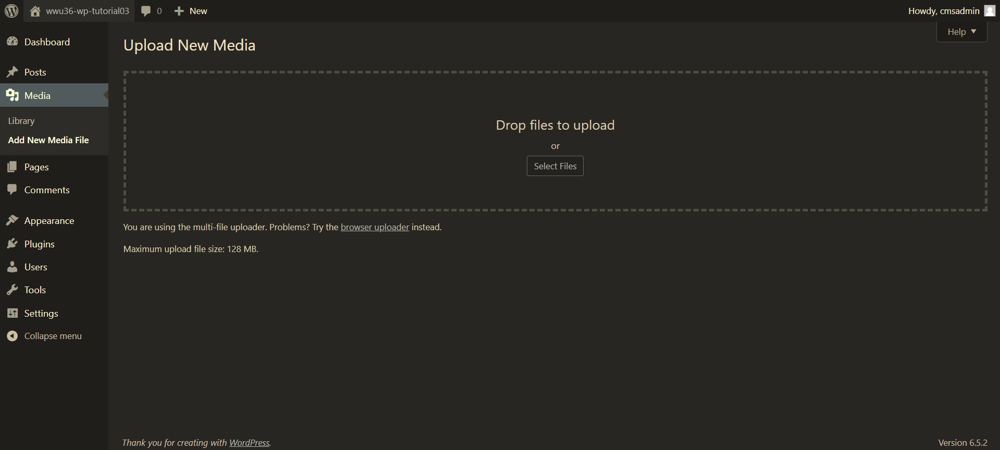 wwu36-wp-tutorial03 0 New Howdy, cmsadmin
Help
Dashboard
Posts
Media
Library
Add New Media File
Pages
Comments
Appearance
Plugins
Users
Tools
Settings
Collapse menu
Upload New Media
Drop files to upload
or
Select Files
You are using the multi-file uploader. Problems? Try the browser uploader instead.
Maximum upload file size: 128 MB.
Thank you for creating with WordPress.
Version 6.5.2